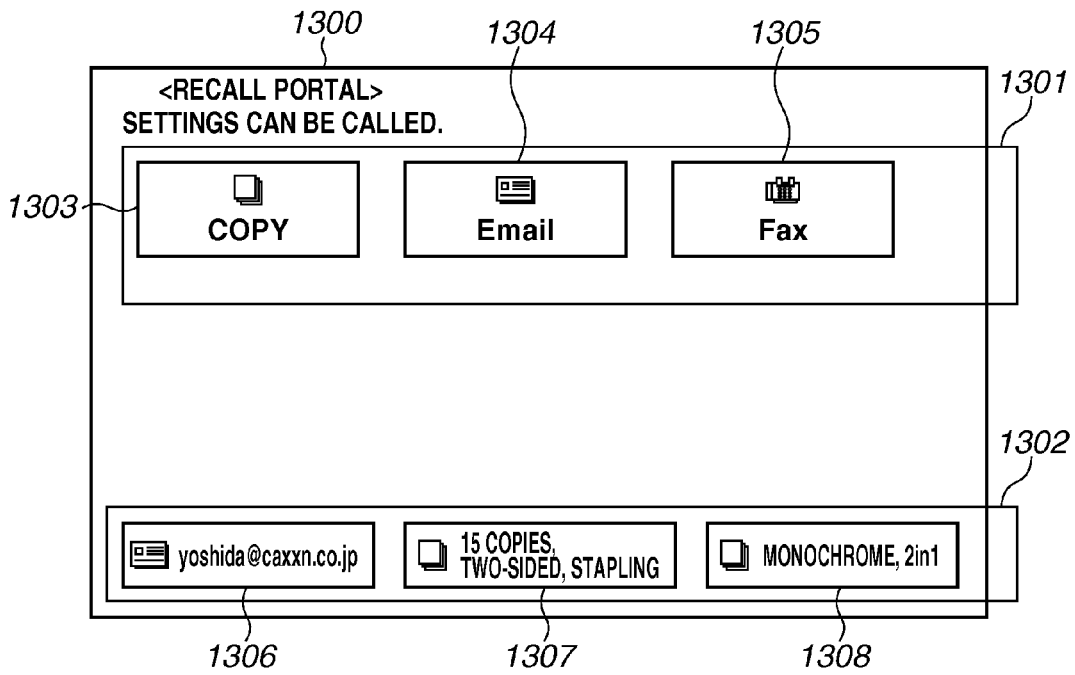 1300
1304
1305
1301
<RECALL PORTAL>
SETTINGS CAN BE CALLED.
1303
COPY
Email
Fax
1302
yoshida@caxxn.co.jp
15 COPIES,
TWO-SIDED, STAPLING
MONOCHROME, 2in1
1306
1307
1308